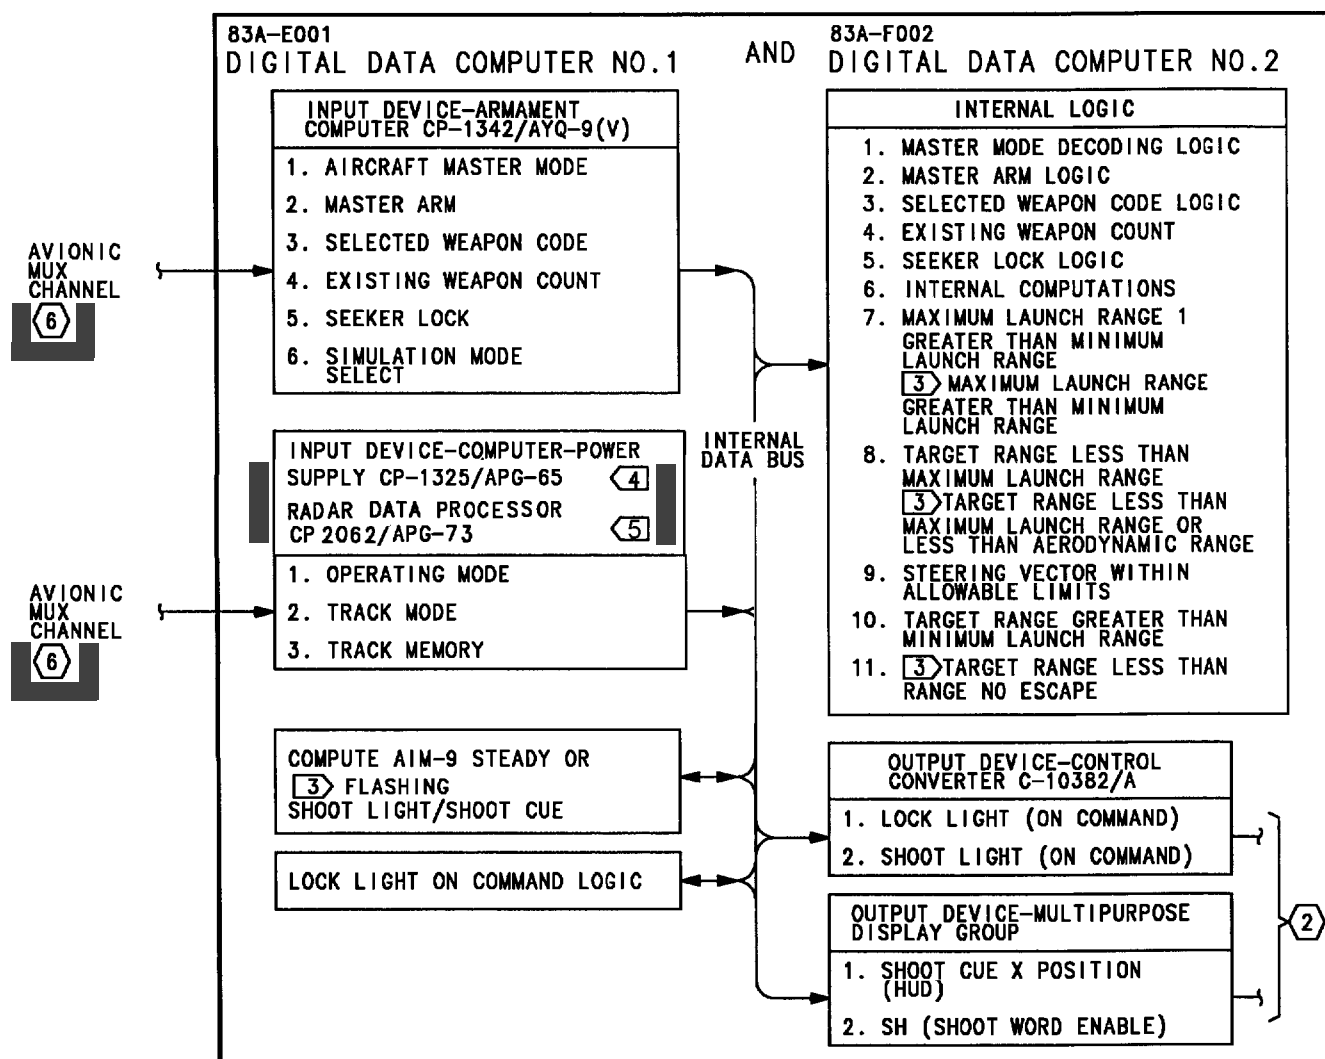 83A-E001
DIGITAL DATA COMPUTER NO.1
AND
83A-F002
DIGITAL DATA COMPUTER NO.2
INPUT DEVICE-ARMAMENT
COMPUTER CP-1342/AYQ-9(V)
1. AIRCRAFT MASTER MODE
2. MASTER ARM
3. SELECTED WEAPON CODE
4. EXISTING WEAPON COUNT
5. SEEKER LOCK
6. SIMULATION MODE
SELECT
AVIONIC
MUX
CHANNEL
6
INPUT DEVICE-COMPUTER-POWER
SUPPLY CP-1325/APG-65 4
RADAR DATA PROCESSOR
CP 2062/APG-73 5
1. OPERATING MODE
2. TRACK MODE
3. TRACK MEMORY
AVIONIC
MUX
CHANNEL
6
INTERNAL
DATA BUS
COMPUTE AIM-9 STEADY OR
3 FLASHING
SHOOT LIGHT/SHOOT CUE
LOCK LIGHT ON COMMAND LOGIC
INTERNAL LOGIC
1. MASTER MODE DECODING LOGIC
2. MASTER ARM LOGIC
3. SELECTED WEAPON CODE LOGIC
4. EXISTING WEAPON COUNT
5. SEEKER LOCK LOGIC
6. INTERNAL COMPUTATIONS
7. MAXIMUM LAUNCH RANGE 1
GREATER THAN MINIMUM
LAUNCH RANGE
3 MAXIMUM LAUNCH RANGE
GREATER THAN MINIMUM
LAUNCH RANGE
8. TARGET RANGE LESS THAN
MAXIMUM LAUNCH RANGE
3 TARGET RANGE LESS THAN
MAXIMUM LAUNCH RANGE OR
LESS THAN AERODYNAMIC RANGE
9. STEERING VECTOR WITHIN
ALLOWABLE LIMITS
10. TARGET RANGE GREATER THAN
MINIMUM LAUNCH RANGE
11. 3 TARGET RANGE LESS THAN
RANGE NO ESCAPE
OUTPUT DEVICE-CONTROL
CONVERTER C-10382/A
1. LOCK LIGHT (ON COMMAND)
2. SHOOT LIGHT (ON COMMAND)
OUTPUT DEVICE-MULTIPURPOSE
DISPLAY GROUP
1. SHOOT CUE X POSITION
(HUD)
2. SH (SHOOT WORD ENABLE)
2